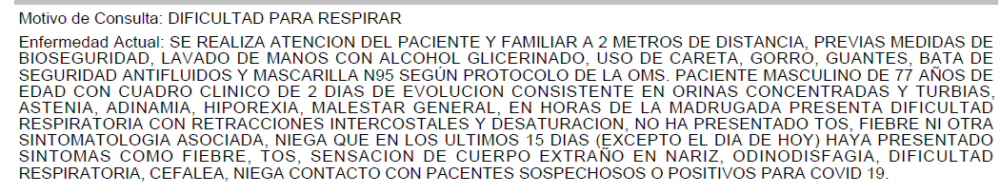 Motivo de Consulta: DIFICULTAD PARA RESPIRAR
Enfermedad Actual: SE REALIZA ATENCION DEL PACIENTE Y FAMILIAR A 2 METROS DE DISTANCIA, PREVIAS MEDIDAS DE
BIOSEGURIDAD, LAVADO DE MANOS CON ALCOHOL GLICERINADO, USO DE CARETA, GORRO, GUANTES, BATA DE
SEGURIDAD ANTIFLUIDOS Y MASCARILLA N95 SEGÚN PROTOCOLO DE LA OMS. PACIENTE MASCULINO DE 77 AÑOS DE
EDAD CON CUADRO CLINICO DE 2 DIAS DE EVOLUCION CONSISTENTE EN ORINAS CONCENTRADAS Y TURBIAS,
ASTENIA, ADINAMIA, HIPOREXIA, MALESTAR GENERAL, EN HORAS DE LA MADRUGADA PRESENTA DIFICULTAD
RESPIRATORIA CON RETRACCIONES INTERCOSTALES Y DESATURACION, NO HA PRESENTADO TOS, FIEBRE NI OTRA
SINTOMATOLOGIA ASOCIADA, NIEGA QUE EN LOS ULTIMOS 15 DIAS (EXCEPTO EL DIA DE HOY) HAYA PRESENTADO
SINTOMAS COMO FIEBRE, TOS, SENSACION DE CUERPO EXTRAÑO EN NARIZ, ODINODISFAGIA, DIFICULTAD
RESPIRATORIA, CEFALEA, NIEGA CONTACTO CON PACENTES SOSPECHOSOS O POSITIVOS PARA COVID 19.